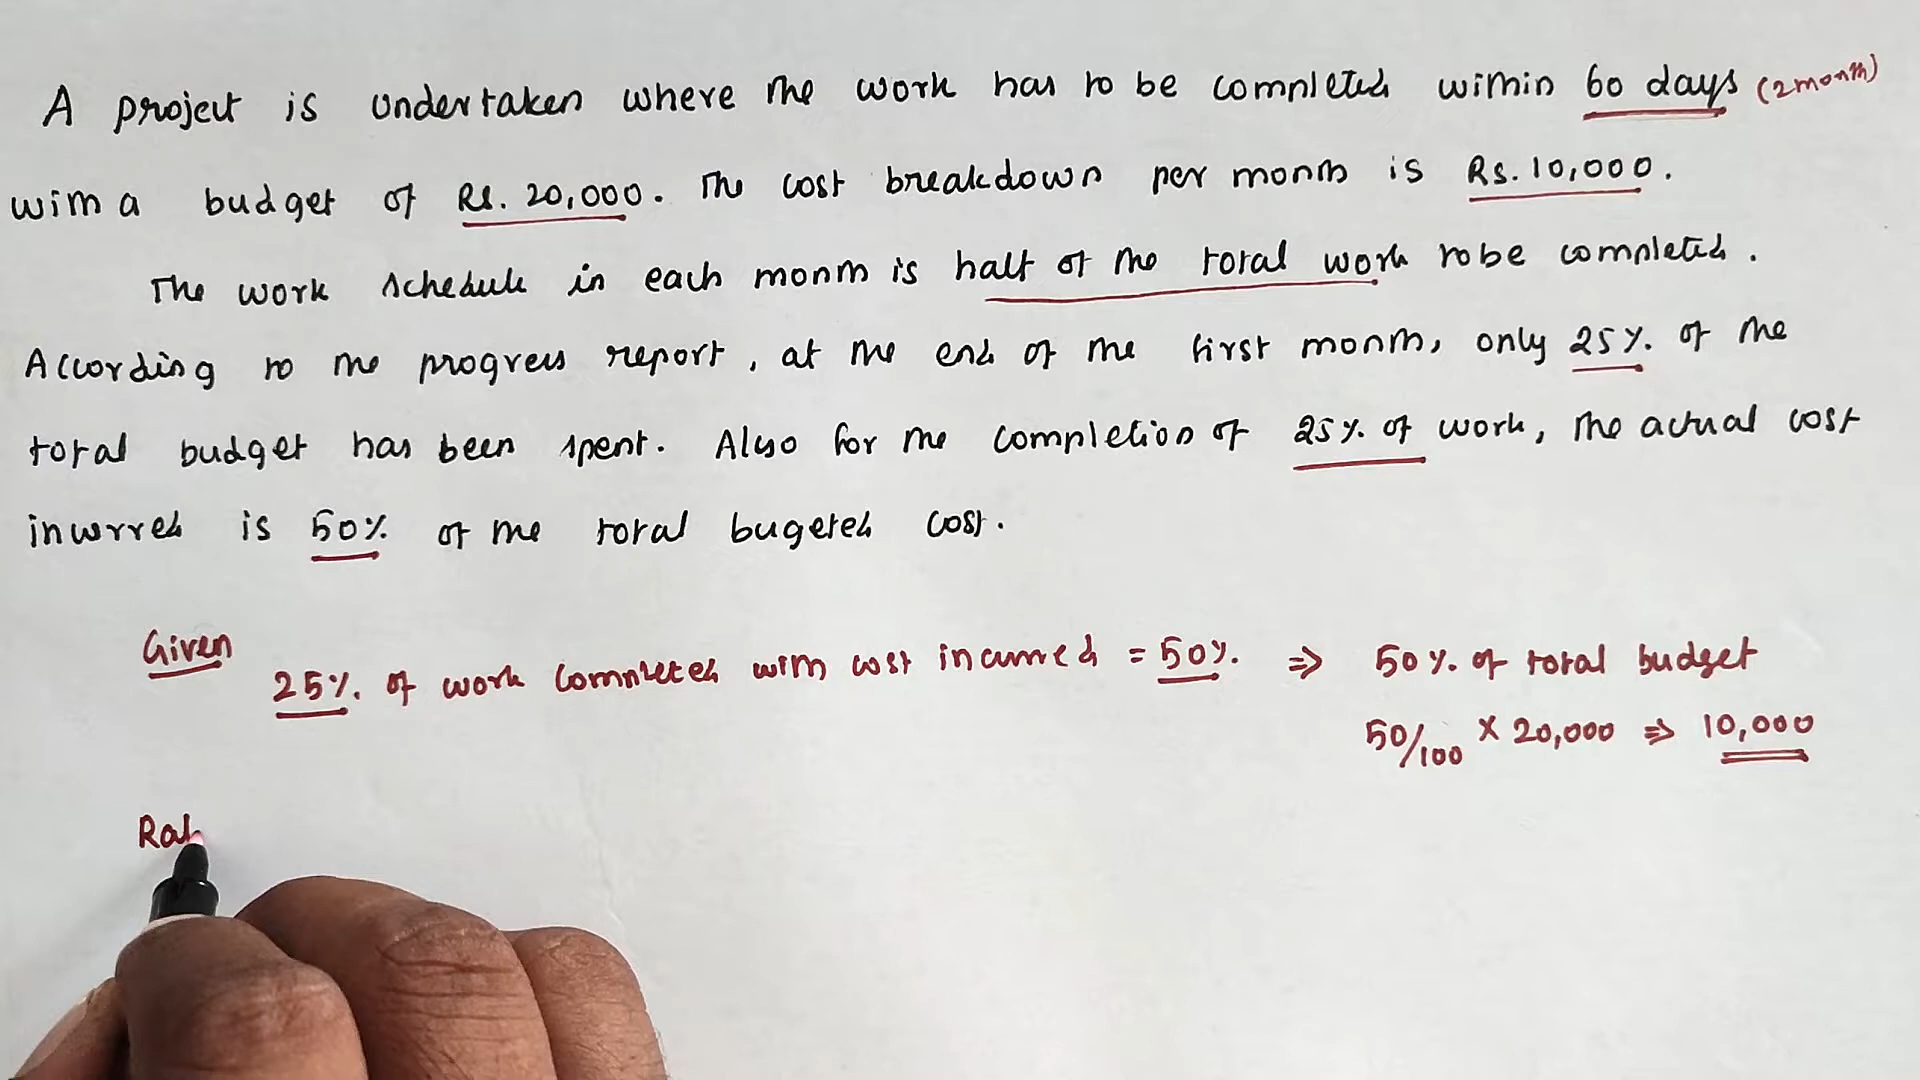 A project is undertaken where the work has to be completed within 60 days (2 month)
with a budget of Rs. 20,000. The cost breakdown per month is Rs. 10,000.
The work schedule in each month is half of the total work to be completed.
According to the progress report, at the end of the first month, only 25%. of the
total budget has been spent. Also for the completion of 25%. of work, the actual cost
incurred is 50% of the total bugeted cost.
Given
25%. of work completed with cost incurred = 50%. ⇒ 50%. of total budget
50/100 × 20,000 ⇒ 10,000